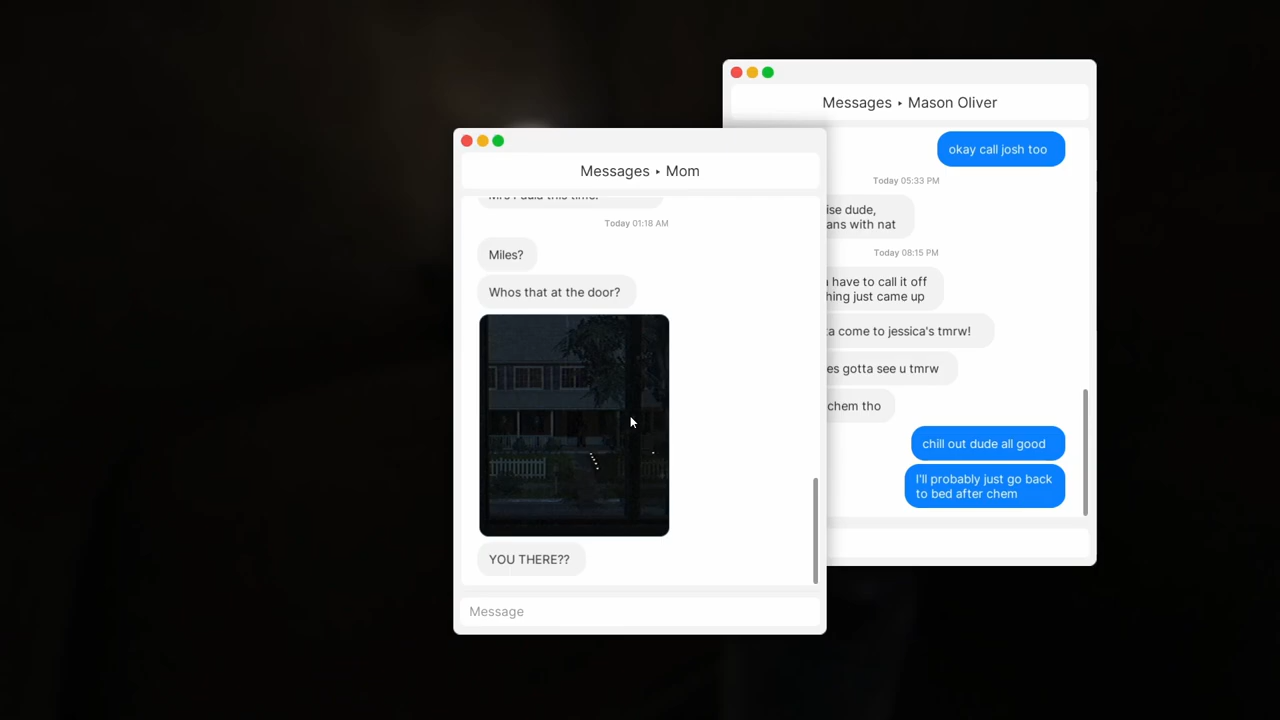 Messages ‣ Mason Oliver
okay call josh too
Today 05:33 PM
ise dude,
ans with nat
Today 08:15 PM
have to call it off
hing just came up
a come to jessica's tmrw!
es gotta see u tmrw
chem tho
chill out dude all good
I'll probably just go back
to bed after chem
Messages ‣ Mom
this time!
Today 01:18 AM
Miles?
Whos that at the door?
YOU THERE??
Message